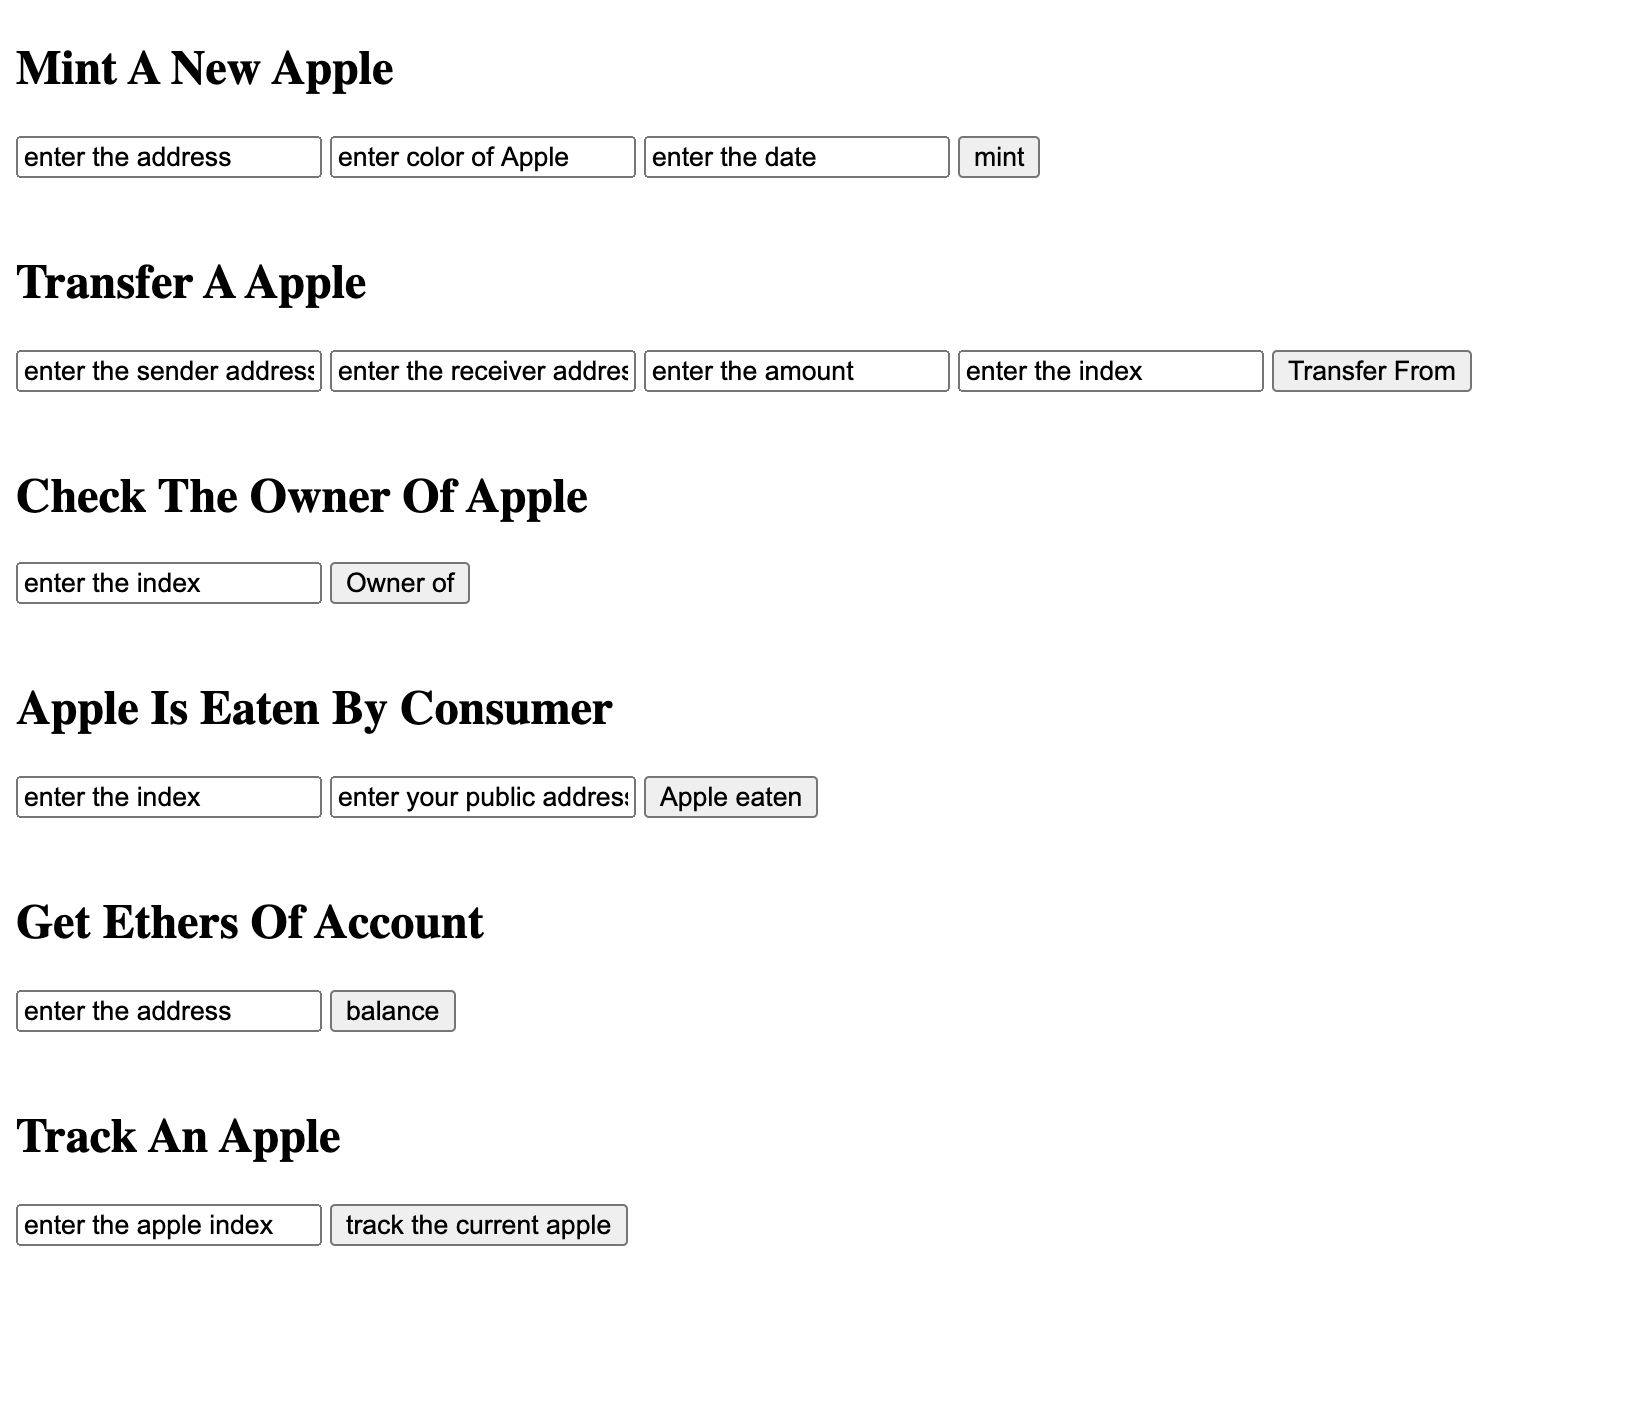 Mint A New Apple
enter the address enter color of Apple enter the date mint
Transfer A Apple
enter the sender address enter the receiver addres enter the amount enter the index Transfer From
Check The Owner Of Apple
enter the index Owner of
Apple Is Eaten By Consumer
enter the index enter your public address Apple eaten
Get Ethers Of Account
enter the address balance
Track An Apple
enter the apple index track the current apple